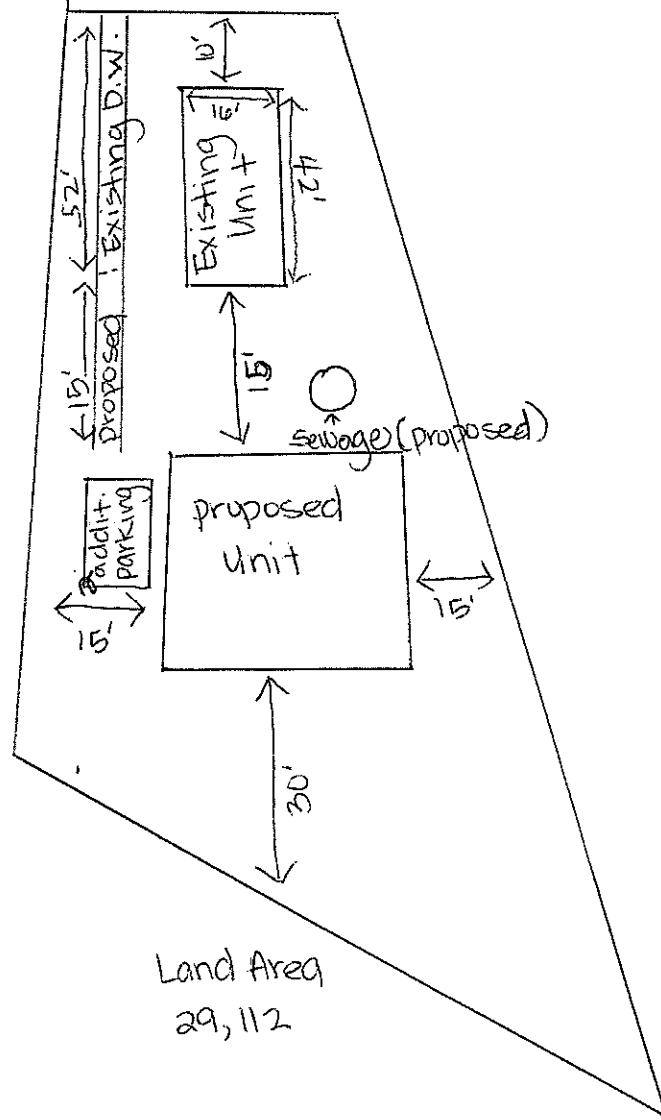 10'
16'
Existing
Unit
42'
52'
Existing D.W.
15'
proposed
15'
sewage (proposed)
addit.
parking
15'
proposed
Unit
15'
30'
Land Area
29,112